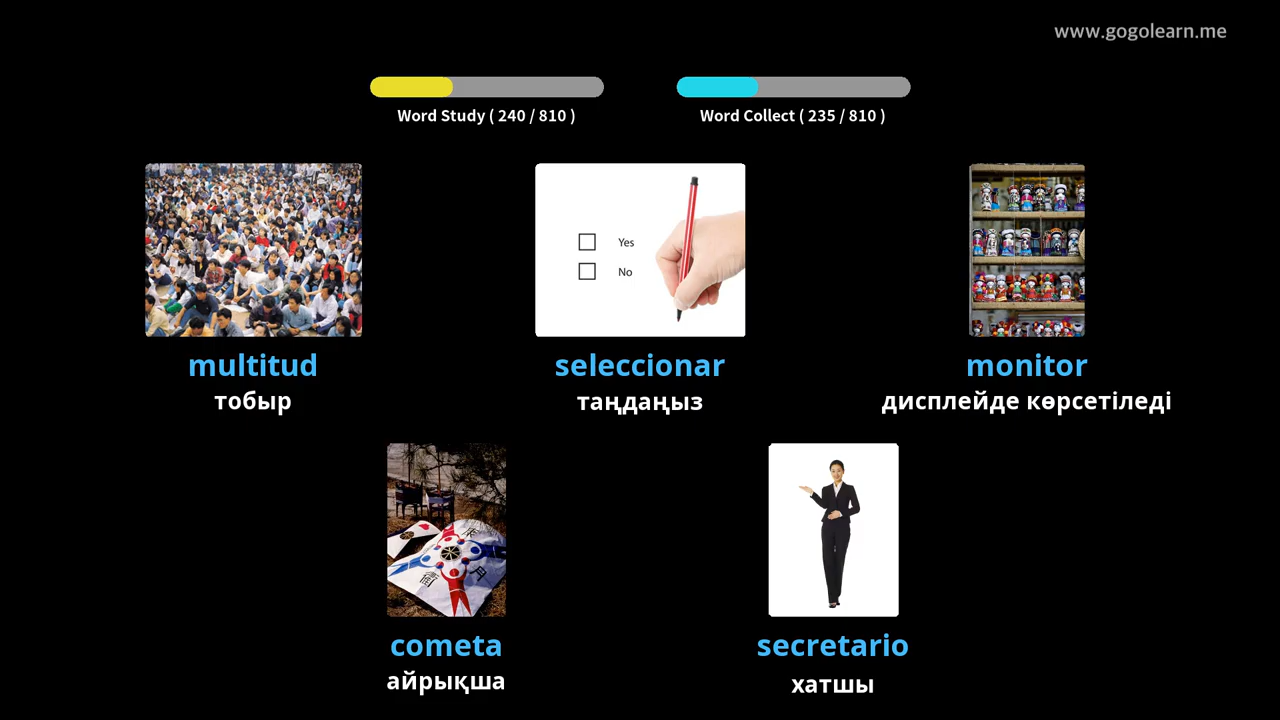 www.gogolearn.me
Word Study ( 240 / 810 )
Word Collect ( 235 / 810 )
Yes
No
multitud
тобыр
seleccionar
таңдаңыз
monitor
дисплейде көрсетіледі
cometa
айрықша
secretario
хатшы